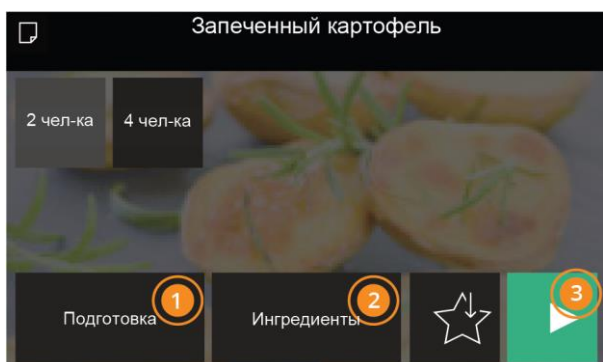 Запеченный картофель
2 чел-ка 4 чел-ка
1 2 3
Подготовка Ингредиенты